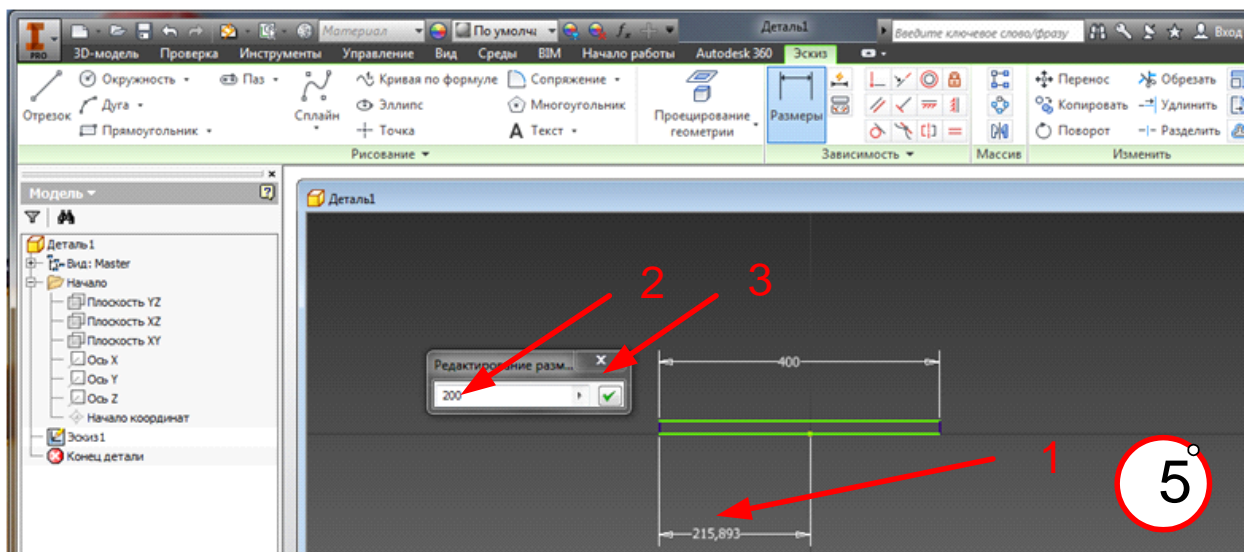 PRO
Материал
По умолчи
Деталь1
Введите ключевое слово/фразу
Вход
3D-модель Проверка Инструменты Управление Вид Среды BIM Начало работы Autodesk 360 Эскиз
Отрезок
Окружность
Дуга
Прямоугольник
Паз
Сплайн
Кривая по формуле
Эллипс
Точка
Сопряжение
Многоугольник
A Текст
Проецирование
геометрии
Размеры
Перенос
Копировать
Поворот
Обрезать
Удлинить
Разделить
Рисование
Зависимость
Массив
Изменить
Модель
Деталь1
Вид: Master
Начало
Плоскость YZ
Плоскость XZ
Плоскость XY
Ось X
Ось Y
Ось Z
Начало координат
Эскиз1
Конец детали
Деталь1
2
3
Редактирование разм...
200
400
1
215,893
5